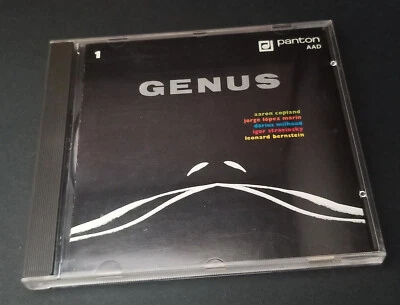 1
panton
AAD
GENUS
aaron copland
jorge lópez marín
darius milhaud
igor stravinsky
leonard bernstein